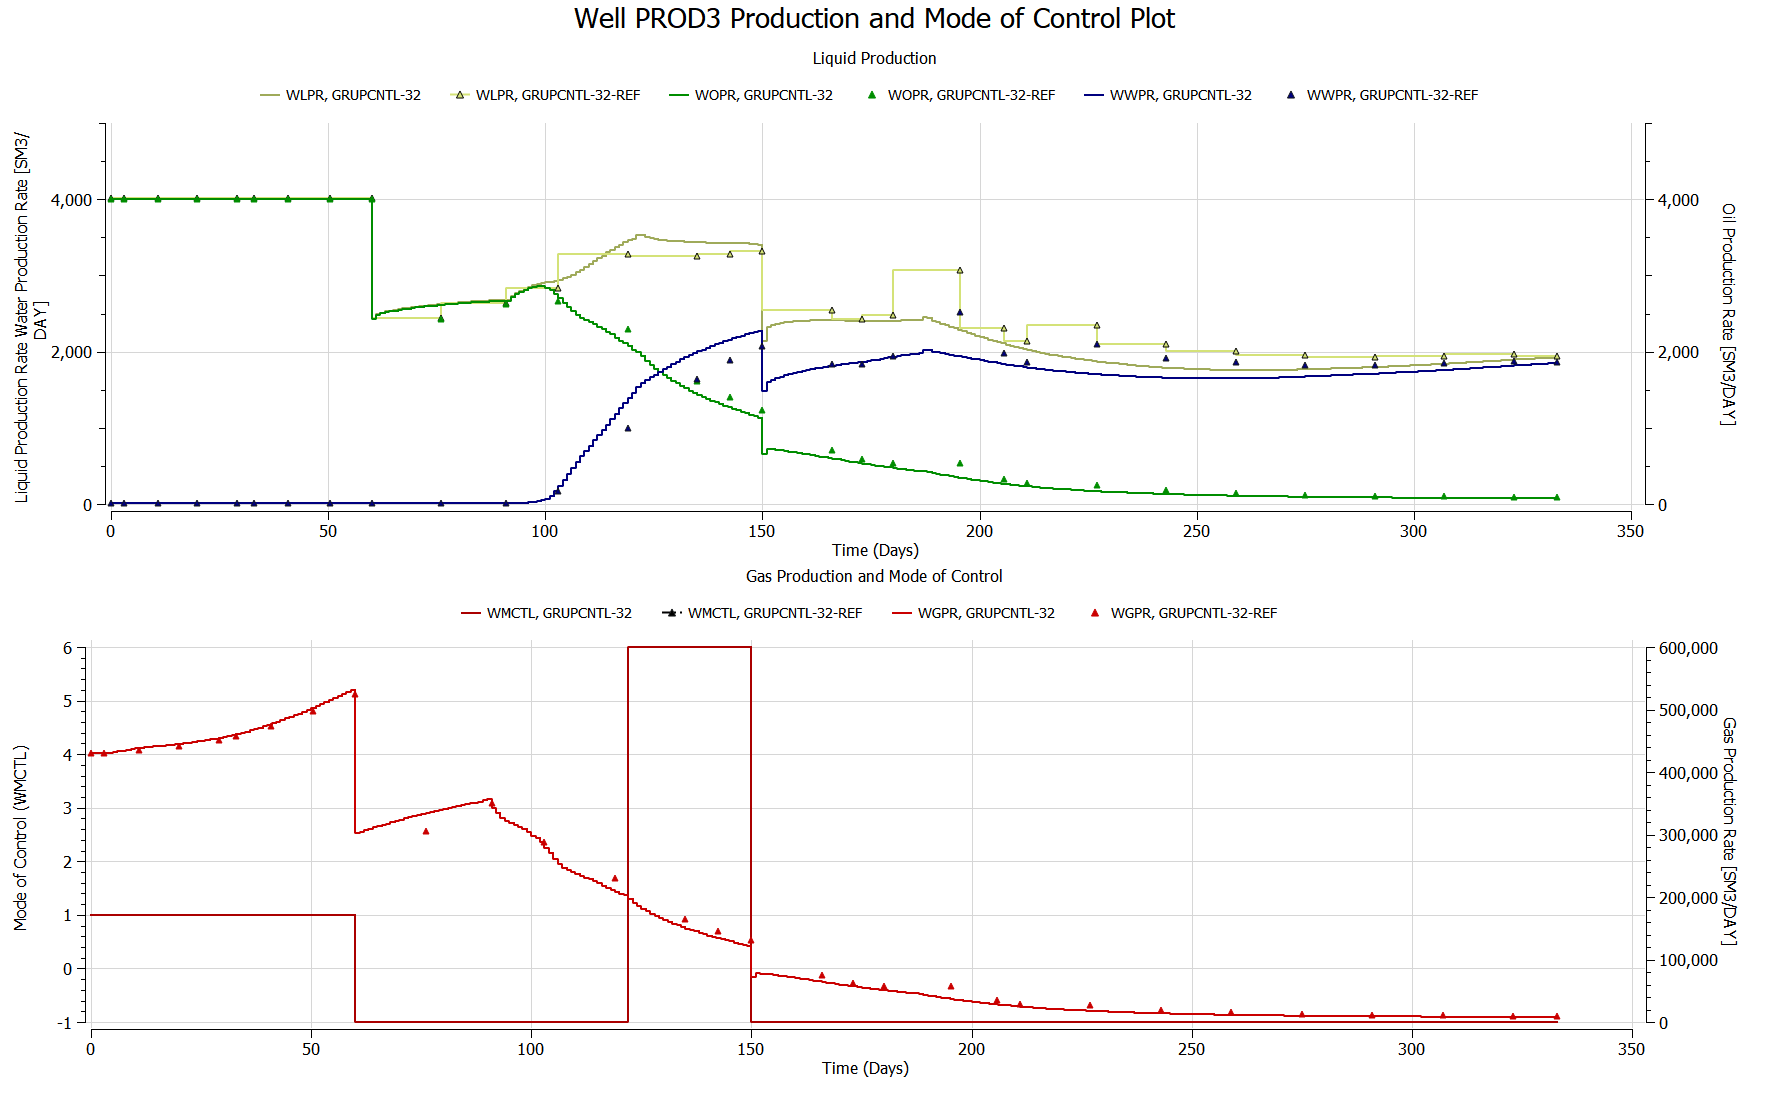 Well PROD3 Production and Mode of Control Plot
Liquid Production
WLPR, GRUPCNTL-32 WLPR, GRUPCNTL-32-REF WOPR, GRUPCNTL-32 WOPR, GRUPCNTL-32-REF WWPR, GRUPCNTL-32 WWPR, GRUPCNTL-32-REF
Liquid Production Rate Water Production Rate [SM3/
DAY]
4,000
2,000
0
4,000
2,000
0
Oil Production Rate [SM3/DAY]
0 50 100 150 200 250 300 350
Time (Days)
Gas Production and Mode of Control
WMCTL, GRUPCNTL-32 WMCTL, GRUPCNTL-32-REF WGPR, GRUPCNTL-32 WGPR, GRUPCNTL-32-REF
Mode of Control (WMCTL)
6
5
4
3
2
1
0
-1
600,000
500,000
400,000
300,000
200,000
100,000
0
Gas Production Rate [SM3/DAY]
0 50 100 150 200 250 300 350
Time (Days)